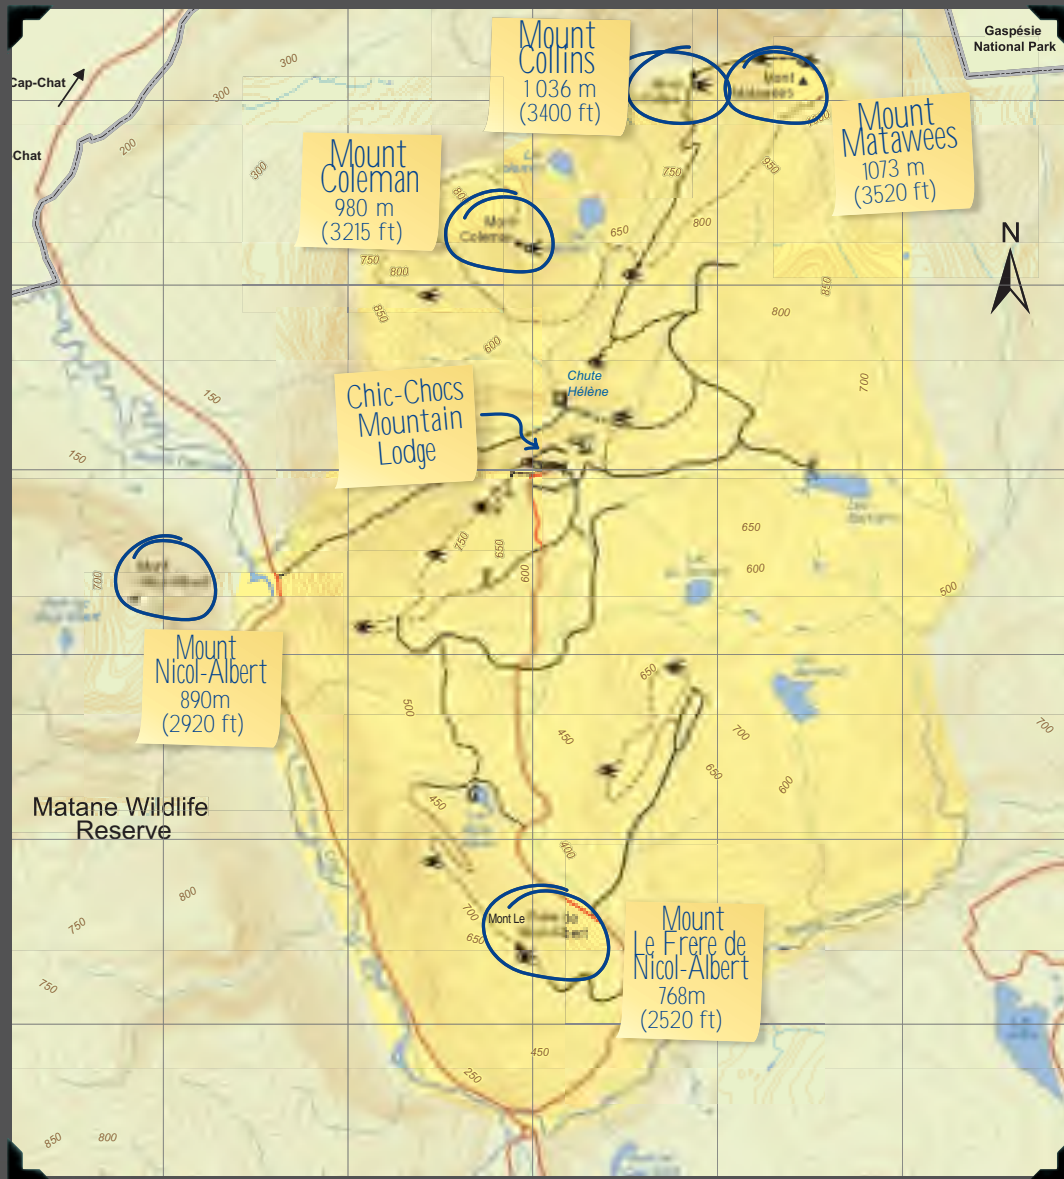 Gaspésie
National Park
Cap-Chat
Chat
Mount
Collins
1 036 m
(3400 ft)
Mount
Matawees
1073 m
(3520 ft)
Mount
Coleman
980 m
(3215 ft)
Mont
N
300
300
200
300
750
950
800
650
750
800
850
850
800
600
700
Chute
Hélène
Chic-Chocs
Mountain
Lodge
150
150
750
650
600
650
600
500
700
Mont
Mount
Nicol-Albert
890m
(2920 ft)
650
500
450
700
650
600
700
Matane Wildlife
Reserve
450
400
800
750
750
700
650
Mont Le
Mount
Le Frere de
Nicol-Albert
768m
(2520 ft)
450
250
850
800